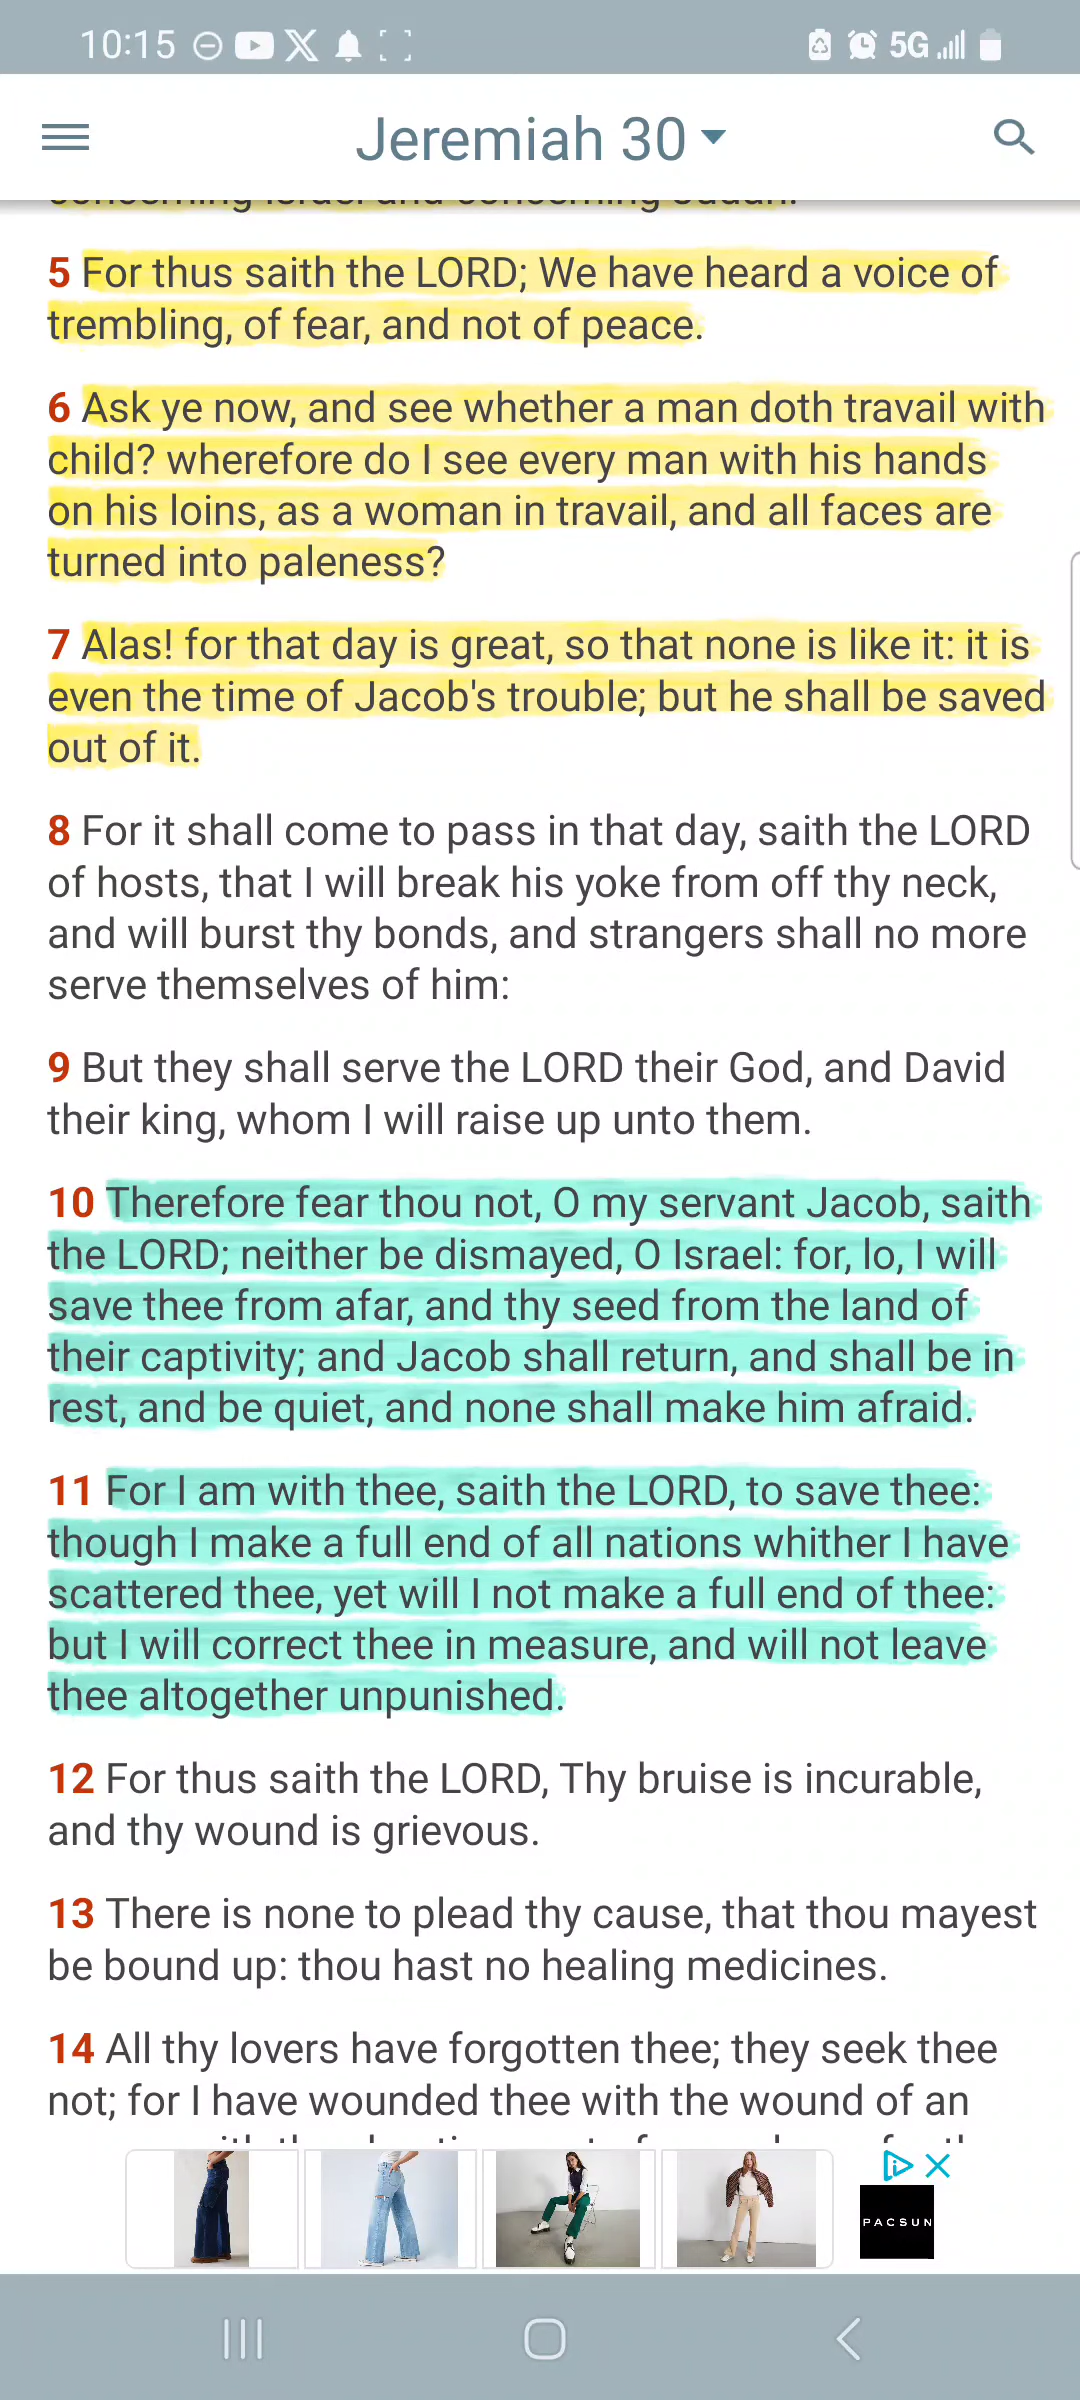 10:15 5G
Jeremiah 30
concerning Israel and concerning Judah.
5 For thus saith the LORD; We have heard a voice of
trembling, of fear, and not of peace.
6 Ask ye now, and see whether a man doth travail with
child? wherefore do I see every man with his hands
on his loins, as a woman in travail, and all faces are
turned into paleness?
7 Alas! for that day is great, so that none is like it: it is
even the time of Jacob's trouble; but he shall be saved
out of it.
8 For it shall come to pass in that day, saith the LORD
of hosts, that I will break his yoke from off thy neck,
and will burst thy bonds, and strangers shall no more
serve themselves of him:
9 But they shall serve the LORD their God, and David
their king, whom I will raise up unto them.
10 Therefore fear thou not, O my servant Jacob, saith
the LORD; neither be dismayed, O Israel: for, lo, I will
save thee from afar, and thy seed from the land of
their captivity; and Jacob shall return, and shall be in
rest, and be quiet, and none shall make him afraid.
11 For I am with thee, saith the LORD, to save thee:
though I make a full end of all nations whither I have
scattered thee, yet will I not make a full end of thee:
but I will correct thee in measure, and will not leave
thee altogether unpunished.
12 For thus saith the LORD, Thy bruise is incurable,
and thy wound is grievous.
13 There is none to plead thy cause, that thou mayest
be bound up: thou hast no healing medicines.
14 All thy lovers have forgotten thee; they seek thee
not; for I have wounded thee with the wound of an
PACSUN